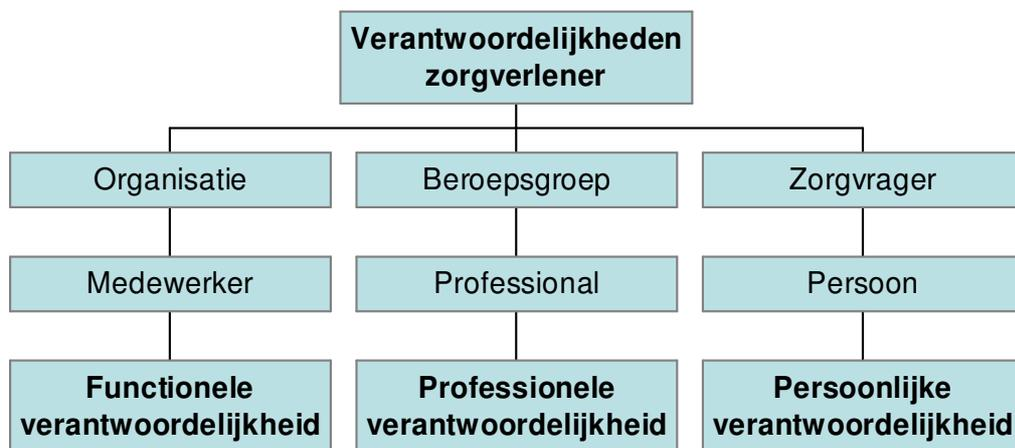 Verantwoordelijkheden
zorgverlener
Organisatie
Beroepsgroep
Zorgvrager
Medewerker
Professional
Persoon
Functionele
verantwoordelijkheid
Professionele
verantwoordelijkheid
Persoonlijke
verantwoordelijkheid